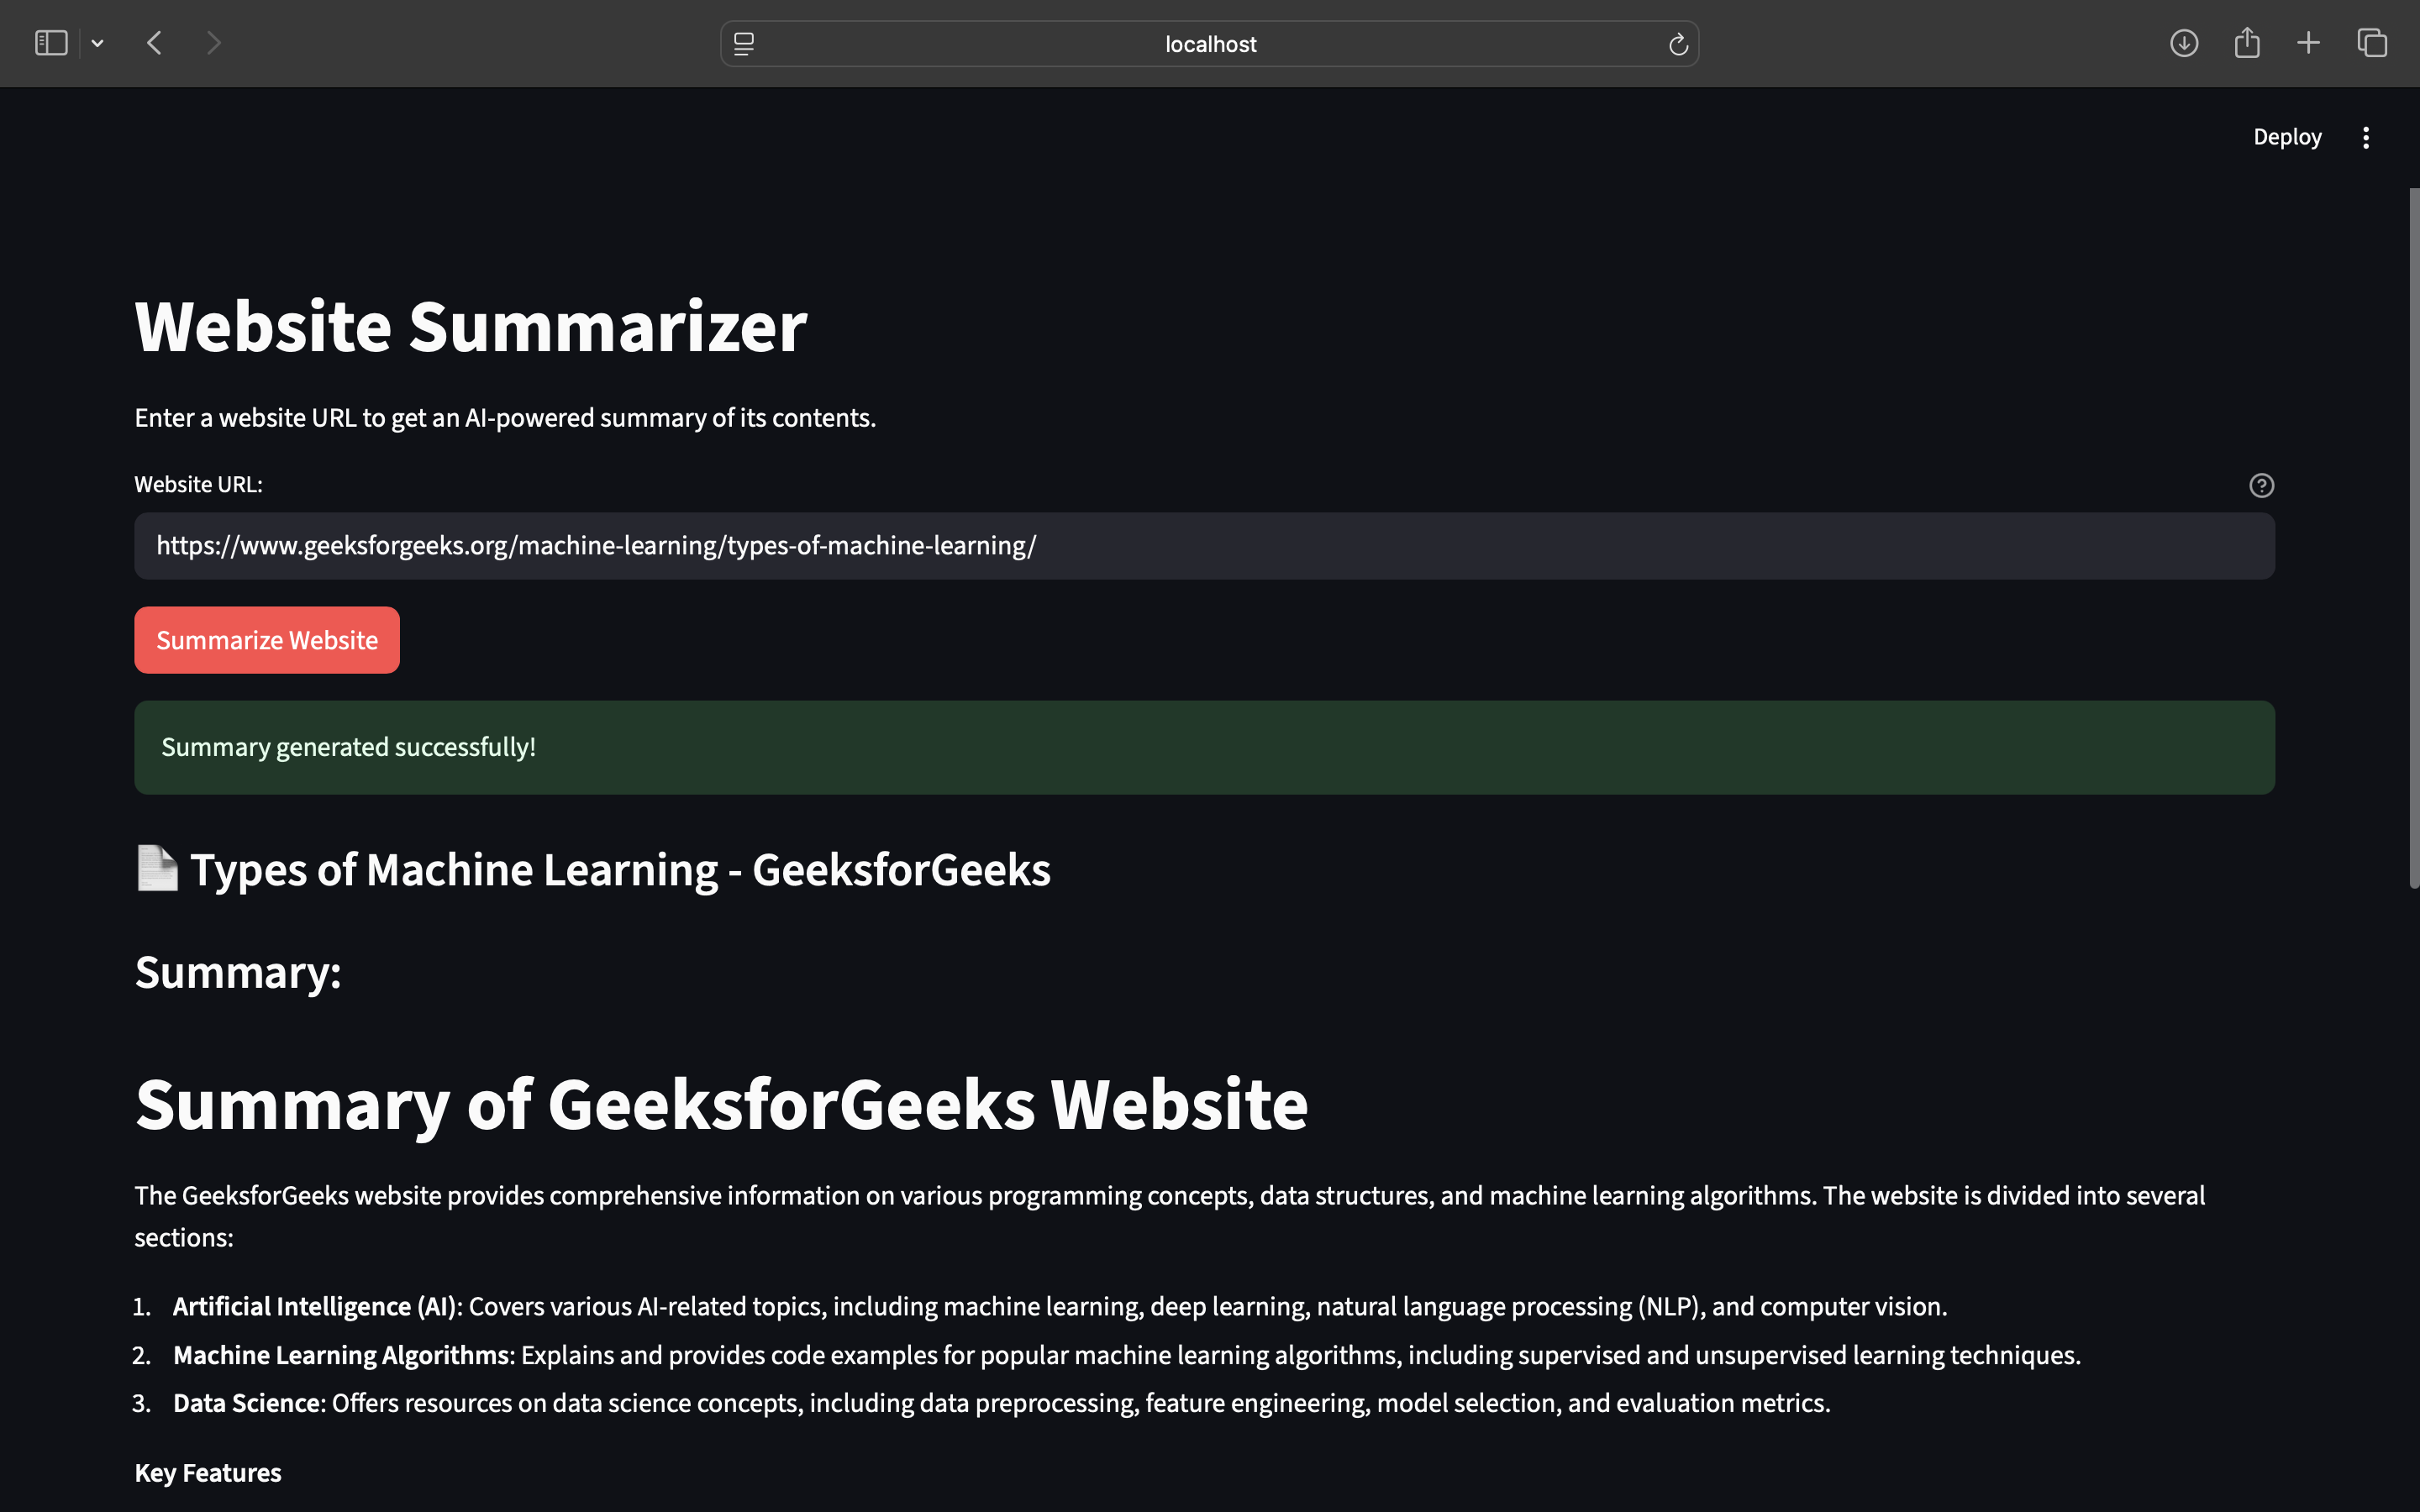 localhost
Deploy
Website Summarizer
Enter a website URL to get an AI-powered summary of its contents.
Website URL:
https://www.geeksforgeeks.org/machine-learning/types-of-machine-learning/
Summarize Website
Summary generated successfully!
Types of Machine Learning - GeeksforGeeks
Summary:
Summary of GeeksforGeeks Website
The GeeksforGeeks website provides comprehensive information on various programming concepts, data structures, and machine learning algorithms. The website is divided into several
sections:
1. Artificial Intelligence (AI): Covers various AI-related topics, including machine learning, deep learning, natural language processing (NLP), and computer vision.
2. Machine Learning Algorithms: Explains and provides code examples for popular machine learning algorithms, including supervised and unsupervised learning techniques.
3. Data Science: Offers resources on data science concepts, including data preprocessing, feature engineering, model selection, and evaluation metrics.
Key Features